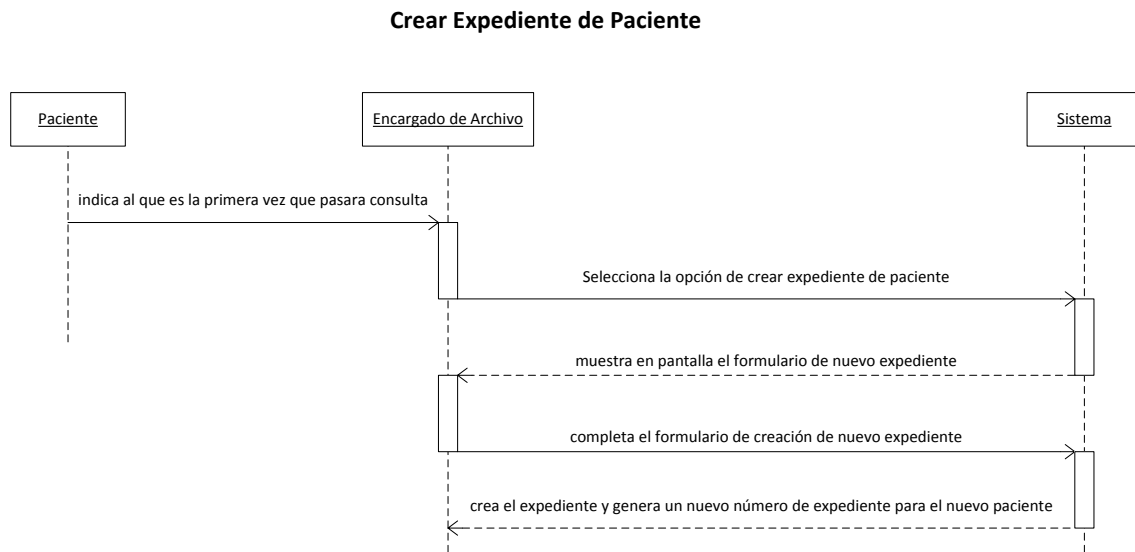 Crear Expediente de Paciente
Paciente
Encargado de Archivo
Sistema
indica al que es la primera vez que pasara consulta
Selecciona la opción de crear expediente de paciente
muestra en pantalla el formulario de nuevo expediente
completa el formulario de creación de nuevo expediente
crea el expediente y genera un nuevo número de expediente para el nuevo paciente